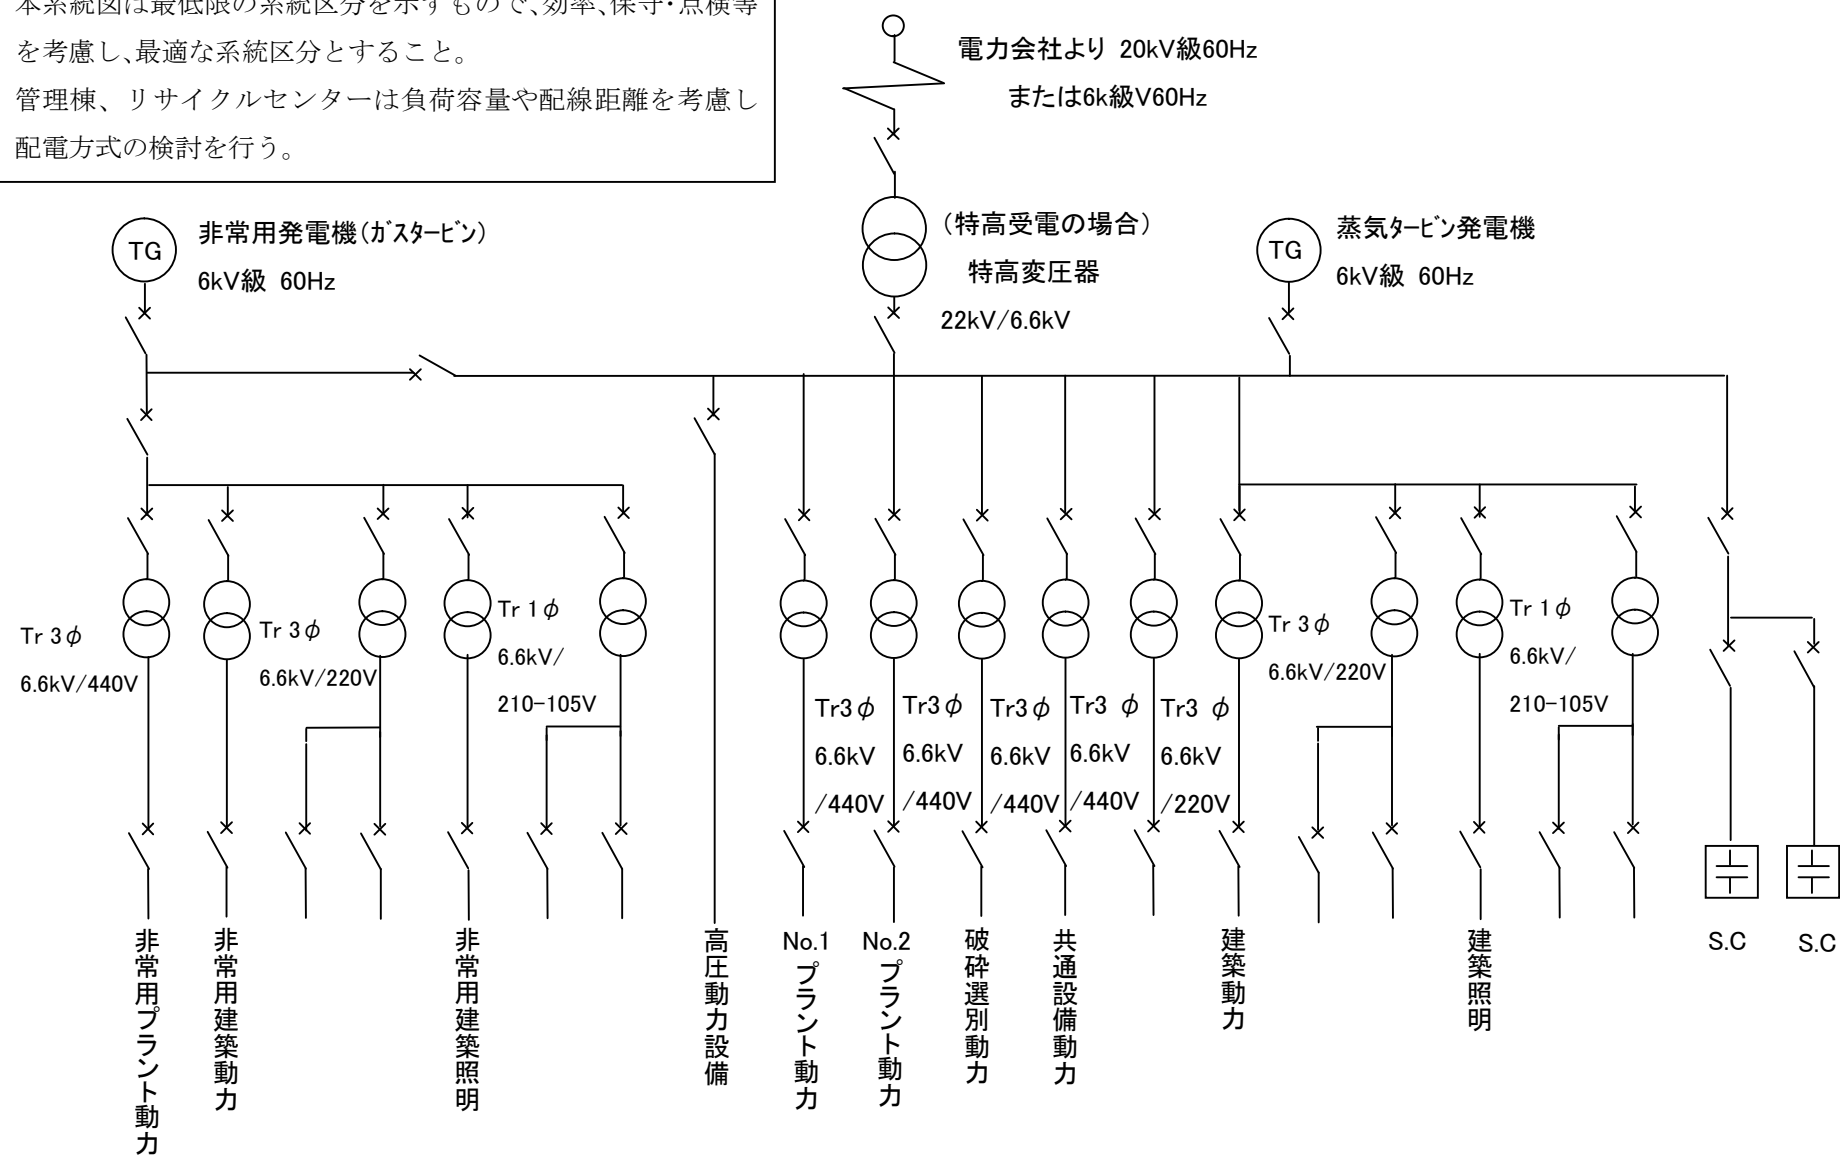 本系統図は最低限の系統区分を示すもので、効率、保守・点検等
を考慮し、最適な系統区分とすること。
管理棟、リサイクルセンターは負荷容量や配線距離を考慮し
配電方式の検討を行う。
電力会社より 20kV級60Hz
または6k級V60Hz
TG
非常用発電機(ｶﾞｽﾀｰﾋﾞﾝ)
6kV級 60Hz
(特高受電の場合)
特高変圧器
22kV/6.6kV
TG
蒸気ﾀｰﾋﾞﾝ発電機
6kV級 60Hz
Tr 3φ
6.6kV/440V
Tr 3φ
6.6kV/220V
Tr 1φ
6.6kV/
210-105V
Tr3φ
6.6kV
/440V
Tr3φ
6.6kV
/440V
Tr3φ
6.6kV
/440V
Tr3 φ
6.6kV
/440V
Tr3 φ
6.6kV
/220V
Tr 3φ
6.6kV/220V
Tr 1φ
6.6kV/
210-105V
非常用プラント動力
非常用建築動力
非常用建築照明
高圧動力設備
No.1
プラント動力
No.2
プラント動力
破砕選別動力
共通設備動力
建築動力
建築照明
S.C
S.C